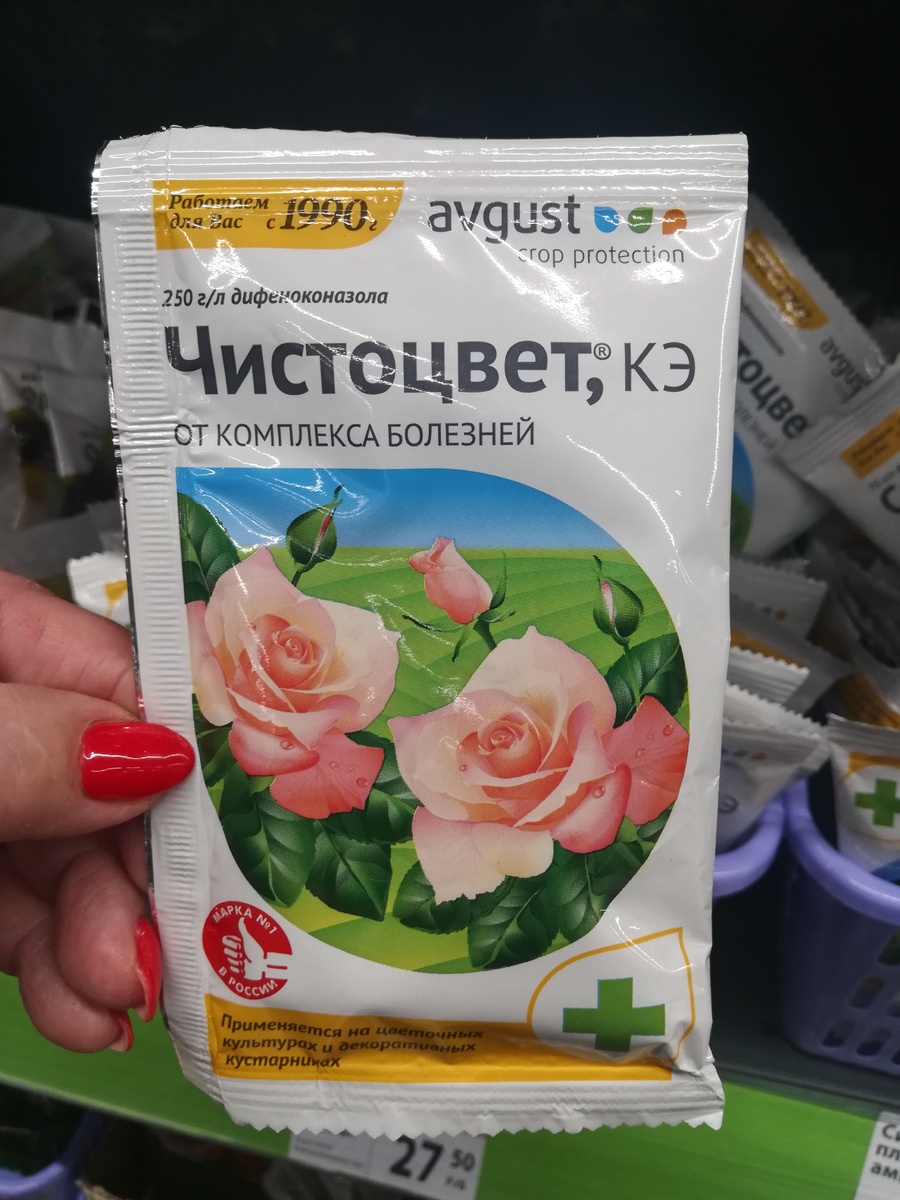 Работаем
для Вас с 1990г
avgust
crop protection
250 г/л дифеноконазола
Чистоцвет,® КЭ
ОТ КОМПЛЕКСА БОЛЕЗНЕЙ
МАРКА №1
В РОССИИ
Применяется на цветочных
культурах и декоративных
кустарниках
27 50